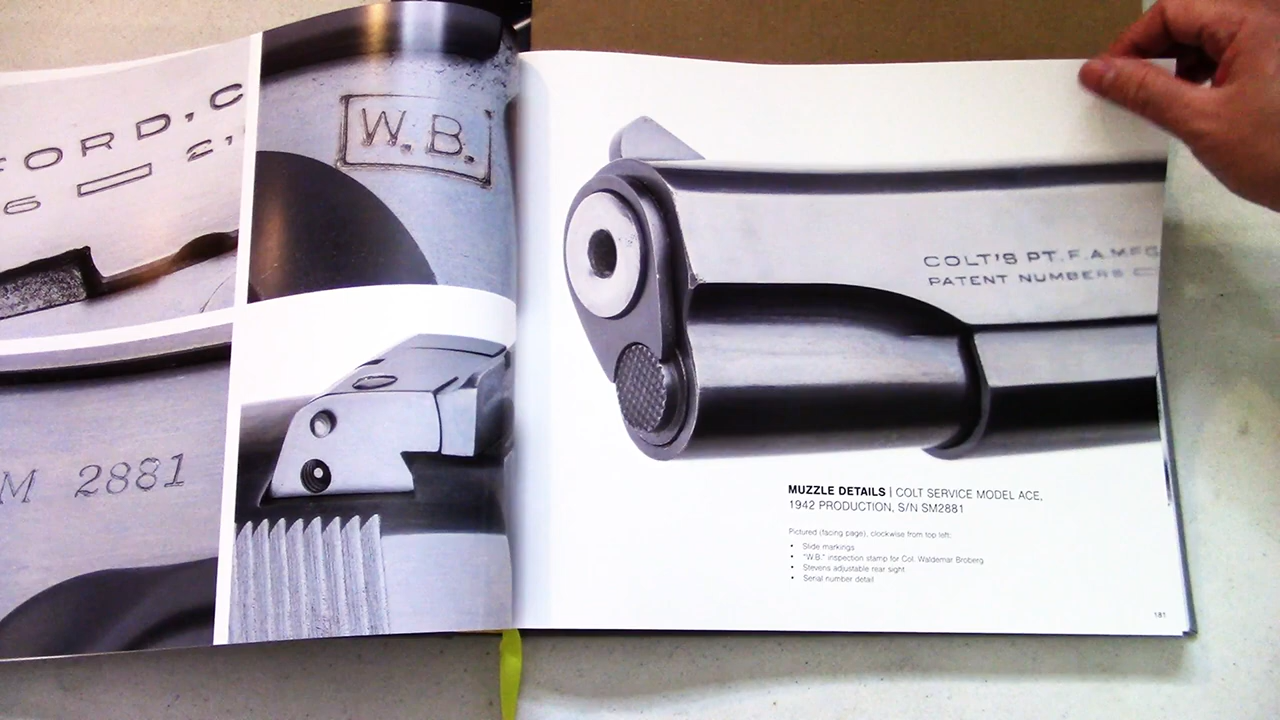 FORD, C
6 2,
W.B.
M 2881
COLT'S PT. F. A. MFG
PATENT NUMBERS
MUZZLE DETAILS | COLT SERVICE MODEL ACE,
1942 PRODUCTION, S/N SM2881
Pictured (facing page), clockwise from top left:
• Slide markings
• "W.B." inspection stamp for Col. Waldemar Broberg
• Stevens adjustable rear sight
• Serial number detail
181